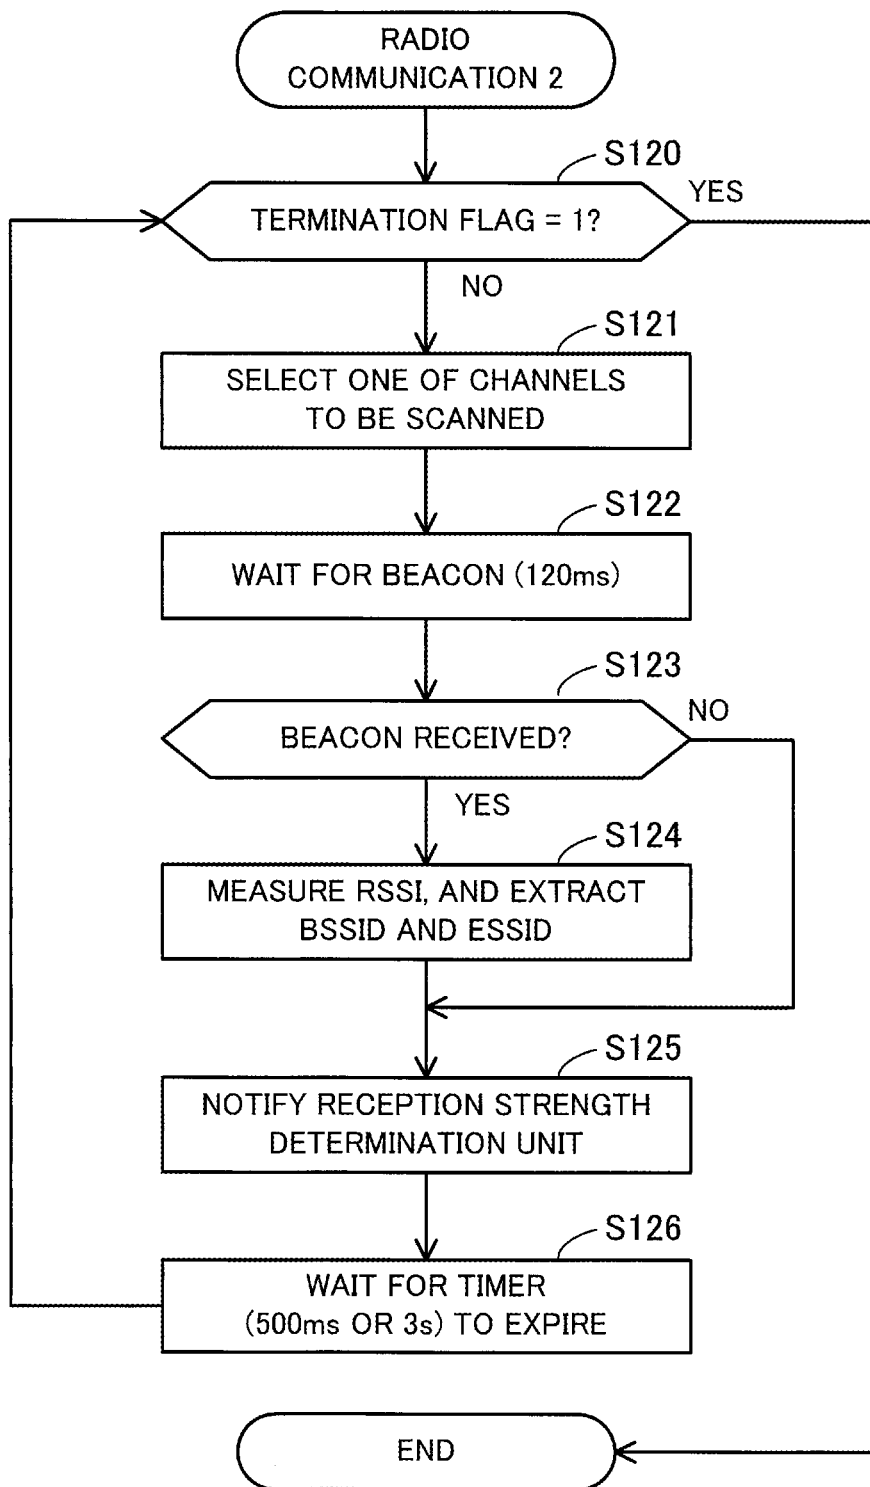 RADIO
COMMUNICATION 2
S120
YES
TERMINATION FLAG = 1?
NO
S121
SELECT ONE OF CHANNELS
TO BE SCANNED
S122
WAIT FOR BEACON (120ms)
S123
NO
BEACON RECEIVED?
YES
S124
MEASURE RSSI, AND EXTRACT
BSSID AND ESSID
S125
NOTIFY RECEPTION STRENGTH
DETERMINATION UNIT
S126
WAIT FOR TIMER
(500ms OR 3s) TO EXPIRE
END